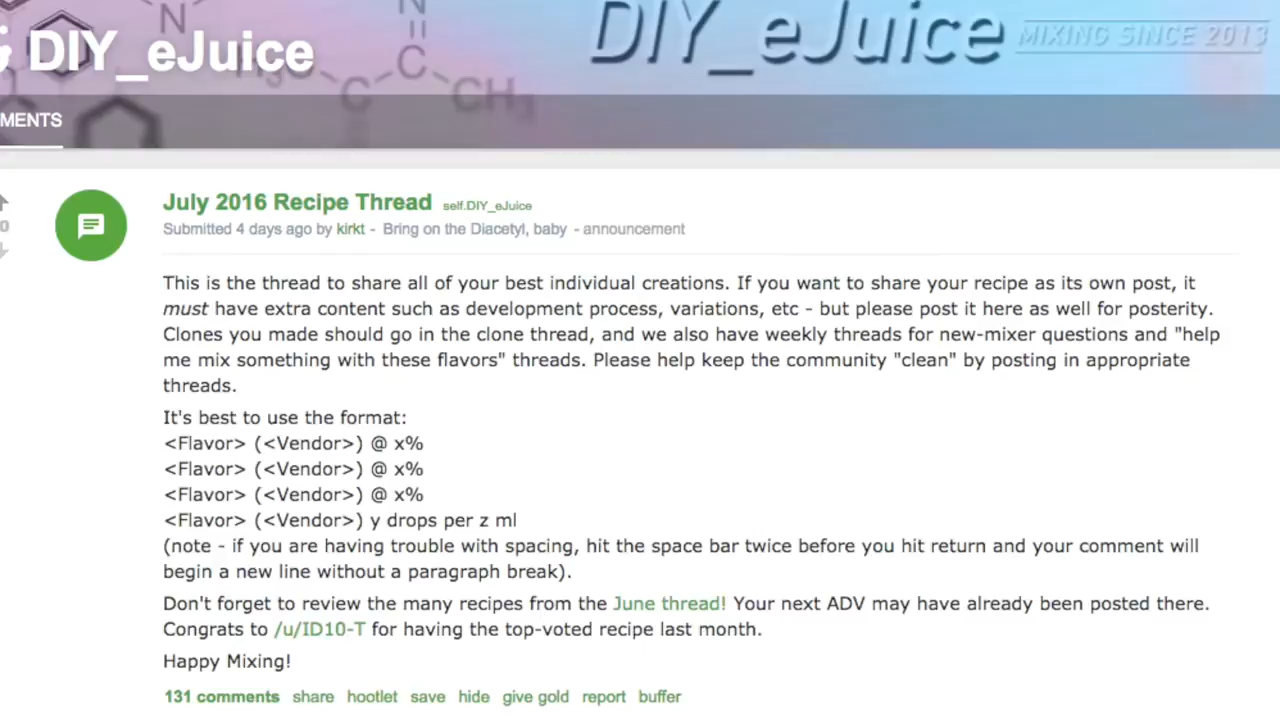 DIY_eJuice
DIY_eJuice MIXING SINCE 2013
N
N
C
C
CH3
MENTS
July 2016 Recipe Thread self.DIY_eJuice
Submitted 4 days ago by kirkt - Bring on the Diacetyl, baby - announcement
This is the thread to share all of your best individual creations. If you want to share your recipe as its own post, it
must have extra content such as development process, variations, etc - but please post it here as well for posterity.
Clones you made should go in the clone thread, and we also have weekly threads for new-mixer questions and "help
me mix something with these flavors" threads. Please help keep the community "clean" by posting in appropriate
threads.
It's best to use the format:
<Flavor> (<Vendor>) @ x%
<Flavor> (<Vendor>) @ x%
<Flavor> (<Vendor>) @ x%
<Flavor> (<Vendor>) y drops per z ml
(note - if you are having trouble with spacing, hit the space bar twice before you hit return and your comment will
begin a new line without a paragraph break).
Don't forget to review the many recipes from the June thread! Your next ADV may have already been posted there.
Congrats to /u/ID10-T for having the top-voted recipe last month.
Happy Mixing!
131 comments share hootlet save hide give gold report buffer